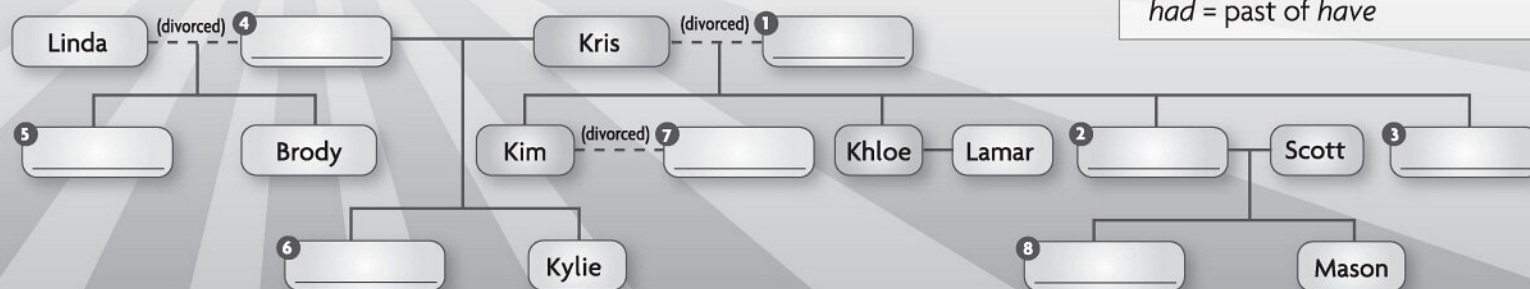 had = past of have
(divorced) 4
Linda
Kris
(divorced) 1
5
Brody
Kim
(divorced) 7
Khloe
Lamar
2
Scott
3
6
Kylie
8
Mason